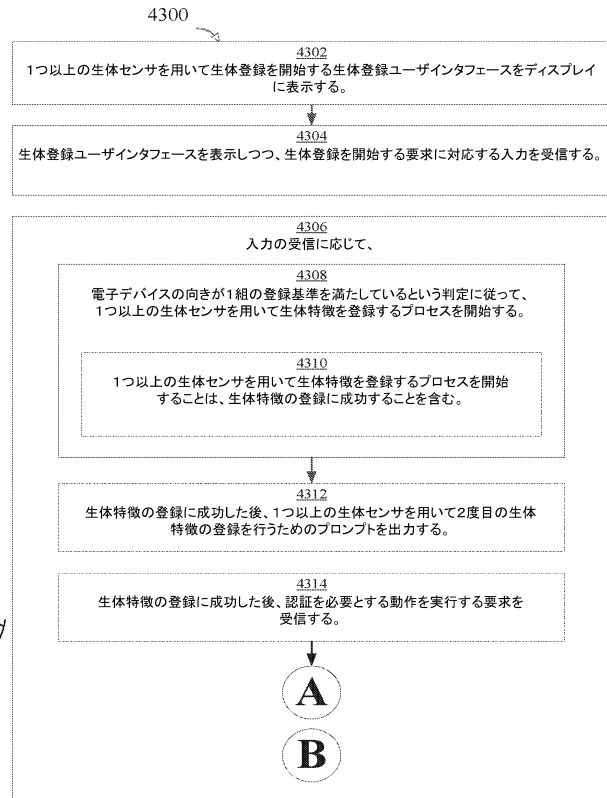 4300
4302
1つ以上の生体センサを用いて生体登録を開始する生体登録ユーザインタフェースをディスプレイ
に表示する。
4304
生体登録ユーザインタフェースを表示しつつ、生体登録を開始する要求に対応する入力を受信する。
4306
入力の受信に応じて、
4308
電子デバイスの向きが1組の登録基準を満たしているという判定に従って、
1つ以上の生体センサを用いて生体特徴を登録するプロセスを開始する。
4310
1つ以上の生体センサを用いて生体特徴を登録するプロセスを開始
することは、生体特徴の登録に成功することを含む。
4312
生体特徴の登録に成功した後、1つ以上の生体センサを用いて2度目の生体
特徴の登録を行うためのプロンプトを出力する。
4314
生体特徴の登録に成功した後、認証を必要とする動作を実行する要求を
受信する。
A
B